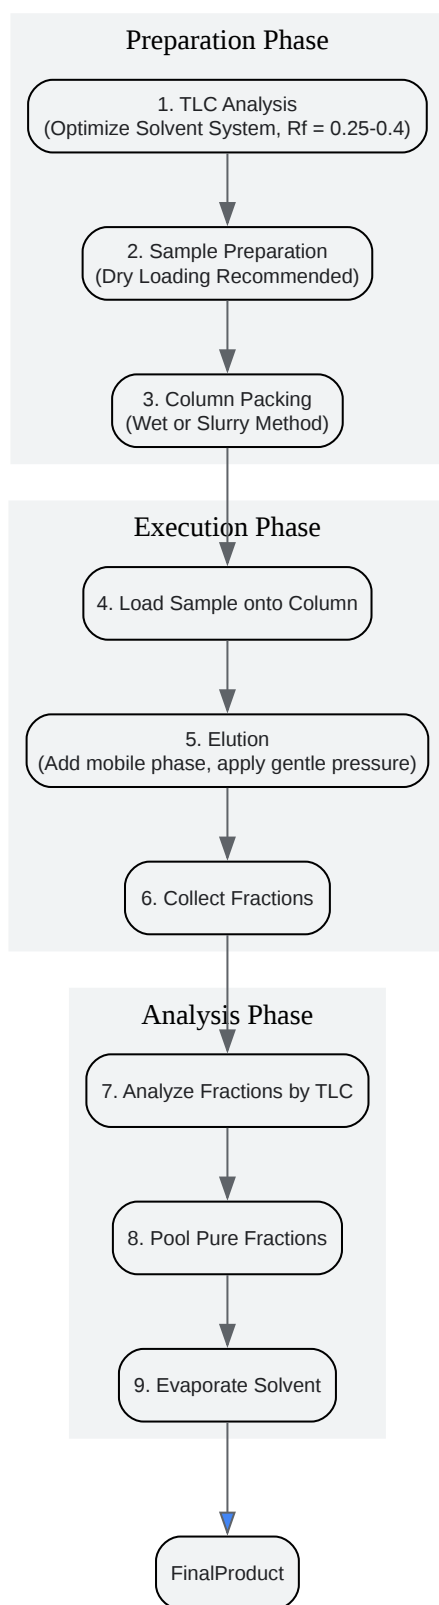 Preparation Phase
1. TLC Analysis
(Optimize Solvent System, Rf = 0.25-0.4)
2. Sample Preparation
(Dry Loading Recommended)
3. Column Packing
(Wet or Slurry Method)
Execution Phase
4. Load Sample onto Column
5. Elution
(Add mobile phase, apply gentle pressure)
6. Collect Fractions
Analysis Phase
7. Analyze Fractions by TLC
8. Pool Pure Fractions
9. Evaporate Solvent
FinalProduct